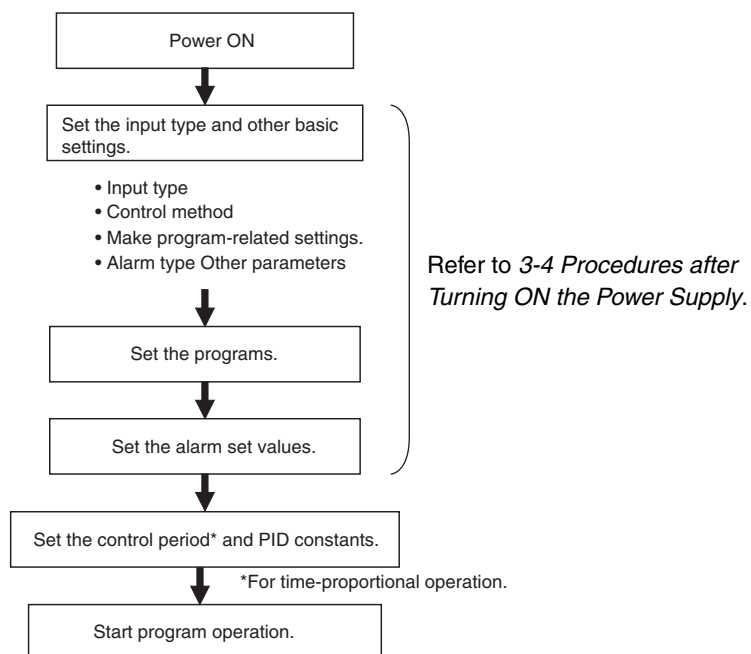 Power ON
Set the input type and other basic
settings.
• Input type
• Control method
• Make program-related settings.
• Alarm type Other parameters
Refer to 3-4 Procedures after
Turning ON the Power Supply.
Set the programs.
Set the alarm set values.
Set the control period* and PID constants.
*For time-proportional operation.
Start program operation.